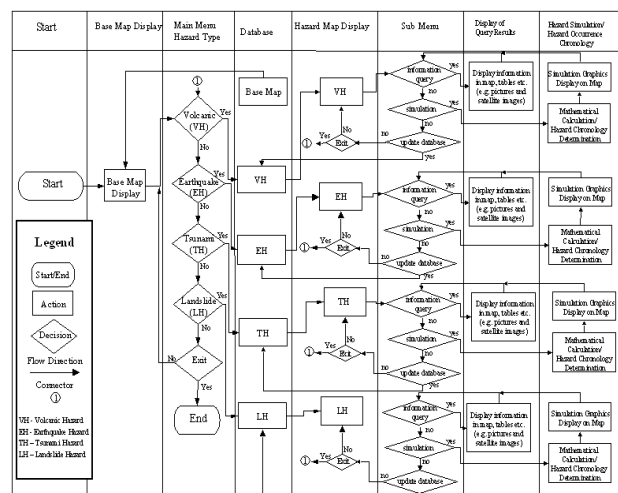 Start
Base Map Display
Main Menu
Hazard Type
Database
Hazard Map Display
Sub Menu
Display of
Query Results
Hazard Simulation/
Hazard Occurrence
Chronology
①
Base Map
Volcanic
(VH)
Yes
No
VH
VH
information
query
yes
no
simulation
yes
no
update database
no
yes
Exit
Yes
No
①
Display information
in map, tables etc.
(e.g. pictures and
satellite images)
Simulation Graphics
Display on Map
Mathematical
Calculation/
Hazard Chronology
Determination
Start
Base Map
Display
Earthquake
(EH)
Yes
No
EH
EH
information
query
yes
no
simulation
yes
no
update database
no
yes
Exit
Yes
No
①
Display information
in map, tables etc.
(e.g. pictures and
satellite images)
Simulation Graphics
Display on Map
Mathematical
Calculation/
Hazard Chronology
Determination
Tsunami
(TH)
Yes
No
TH
TH
information
query
yes
no
simulation
yes
no
update database
no
yes
Exit
Yes
No
①
Display information
in map, tables etc.
(e.g. pictures and
satellite images)
Simulation Graphics
Display on Map
Mathematical
Calculation/
Hazard Chronology
Determination
Landslide
(LH)
Yes
No
LH
LH
information
query
yes
no
simulation
yes
no
update database
no
Exit
Yes
No
①
Display information
in map, tables etc.
(e.g. pictures and
satellite images)
Simulation Graphics
Display on Map
Mathematical
Calculation/
Hazard Chronology
Determination
Exit
No
Yes
End
Legend
Start/End
Action
Decision
Flow Direction
Connector
①
VH - Volcanic Hazard
EH - Earthquake Hazard
TH – Tsunami Hazard
LH – Landslide Hazard